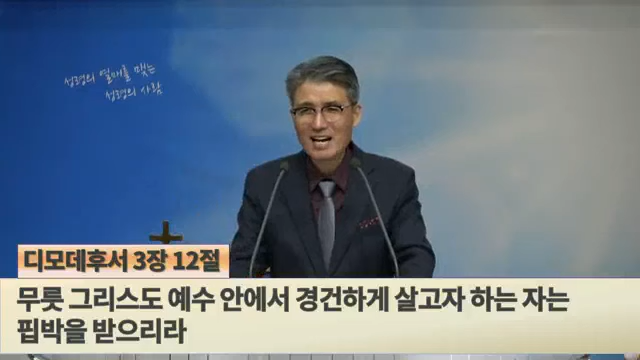 성령의 열매를 맺는
성령의 사람
디모데후서 3장 12절
무릇 그리스도 예수 안에서 경건하게 살고자 하는 자는
핍박을 받으리라